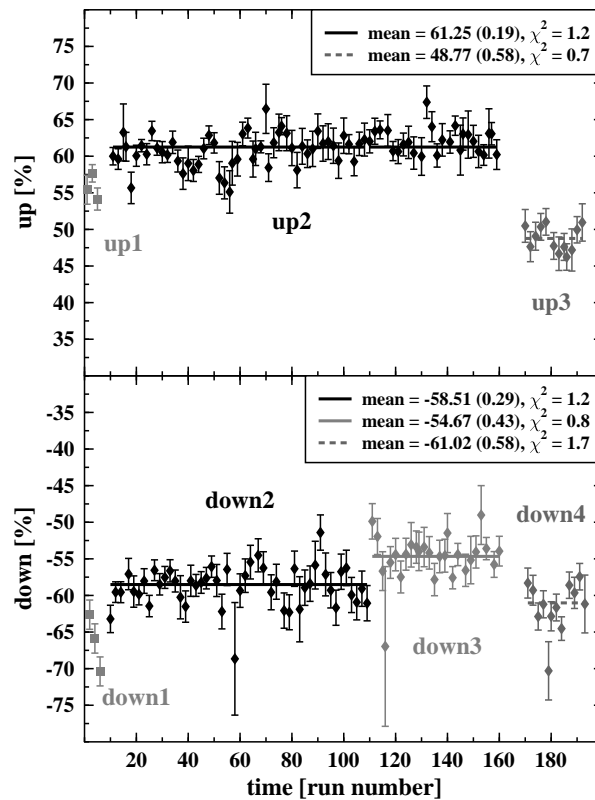 80
75
70
65
60
55
50
45
40
35
up [%]
mean = 61.25 (0.19), χ² = 1.2
mean = 48.77 (0.58), χ² = 0.7
up1
up2
up3
-35
-40
-45
-50
-55
-60
-65
-70
-75
down [%]
mean = -58.51 (0.29), χ² = 1.2
mean = -54.67 (0.43), χ² = 0.8
mean = -61.02 (0.58), χ² = 1.7
down2
down4
down3
down1
20 40 60 80 100 120 140 160 180
time [run number]